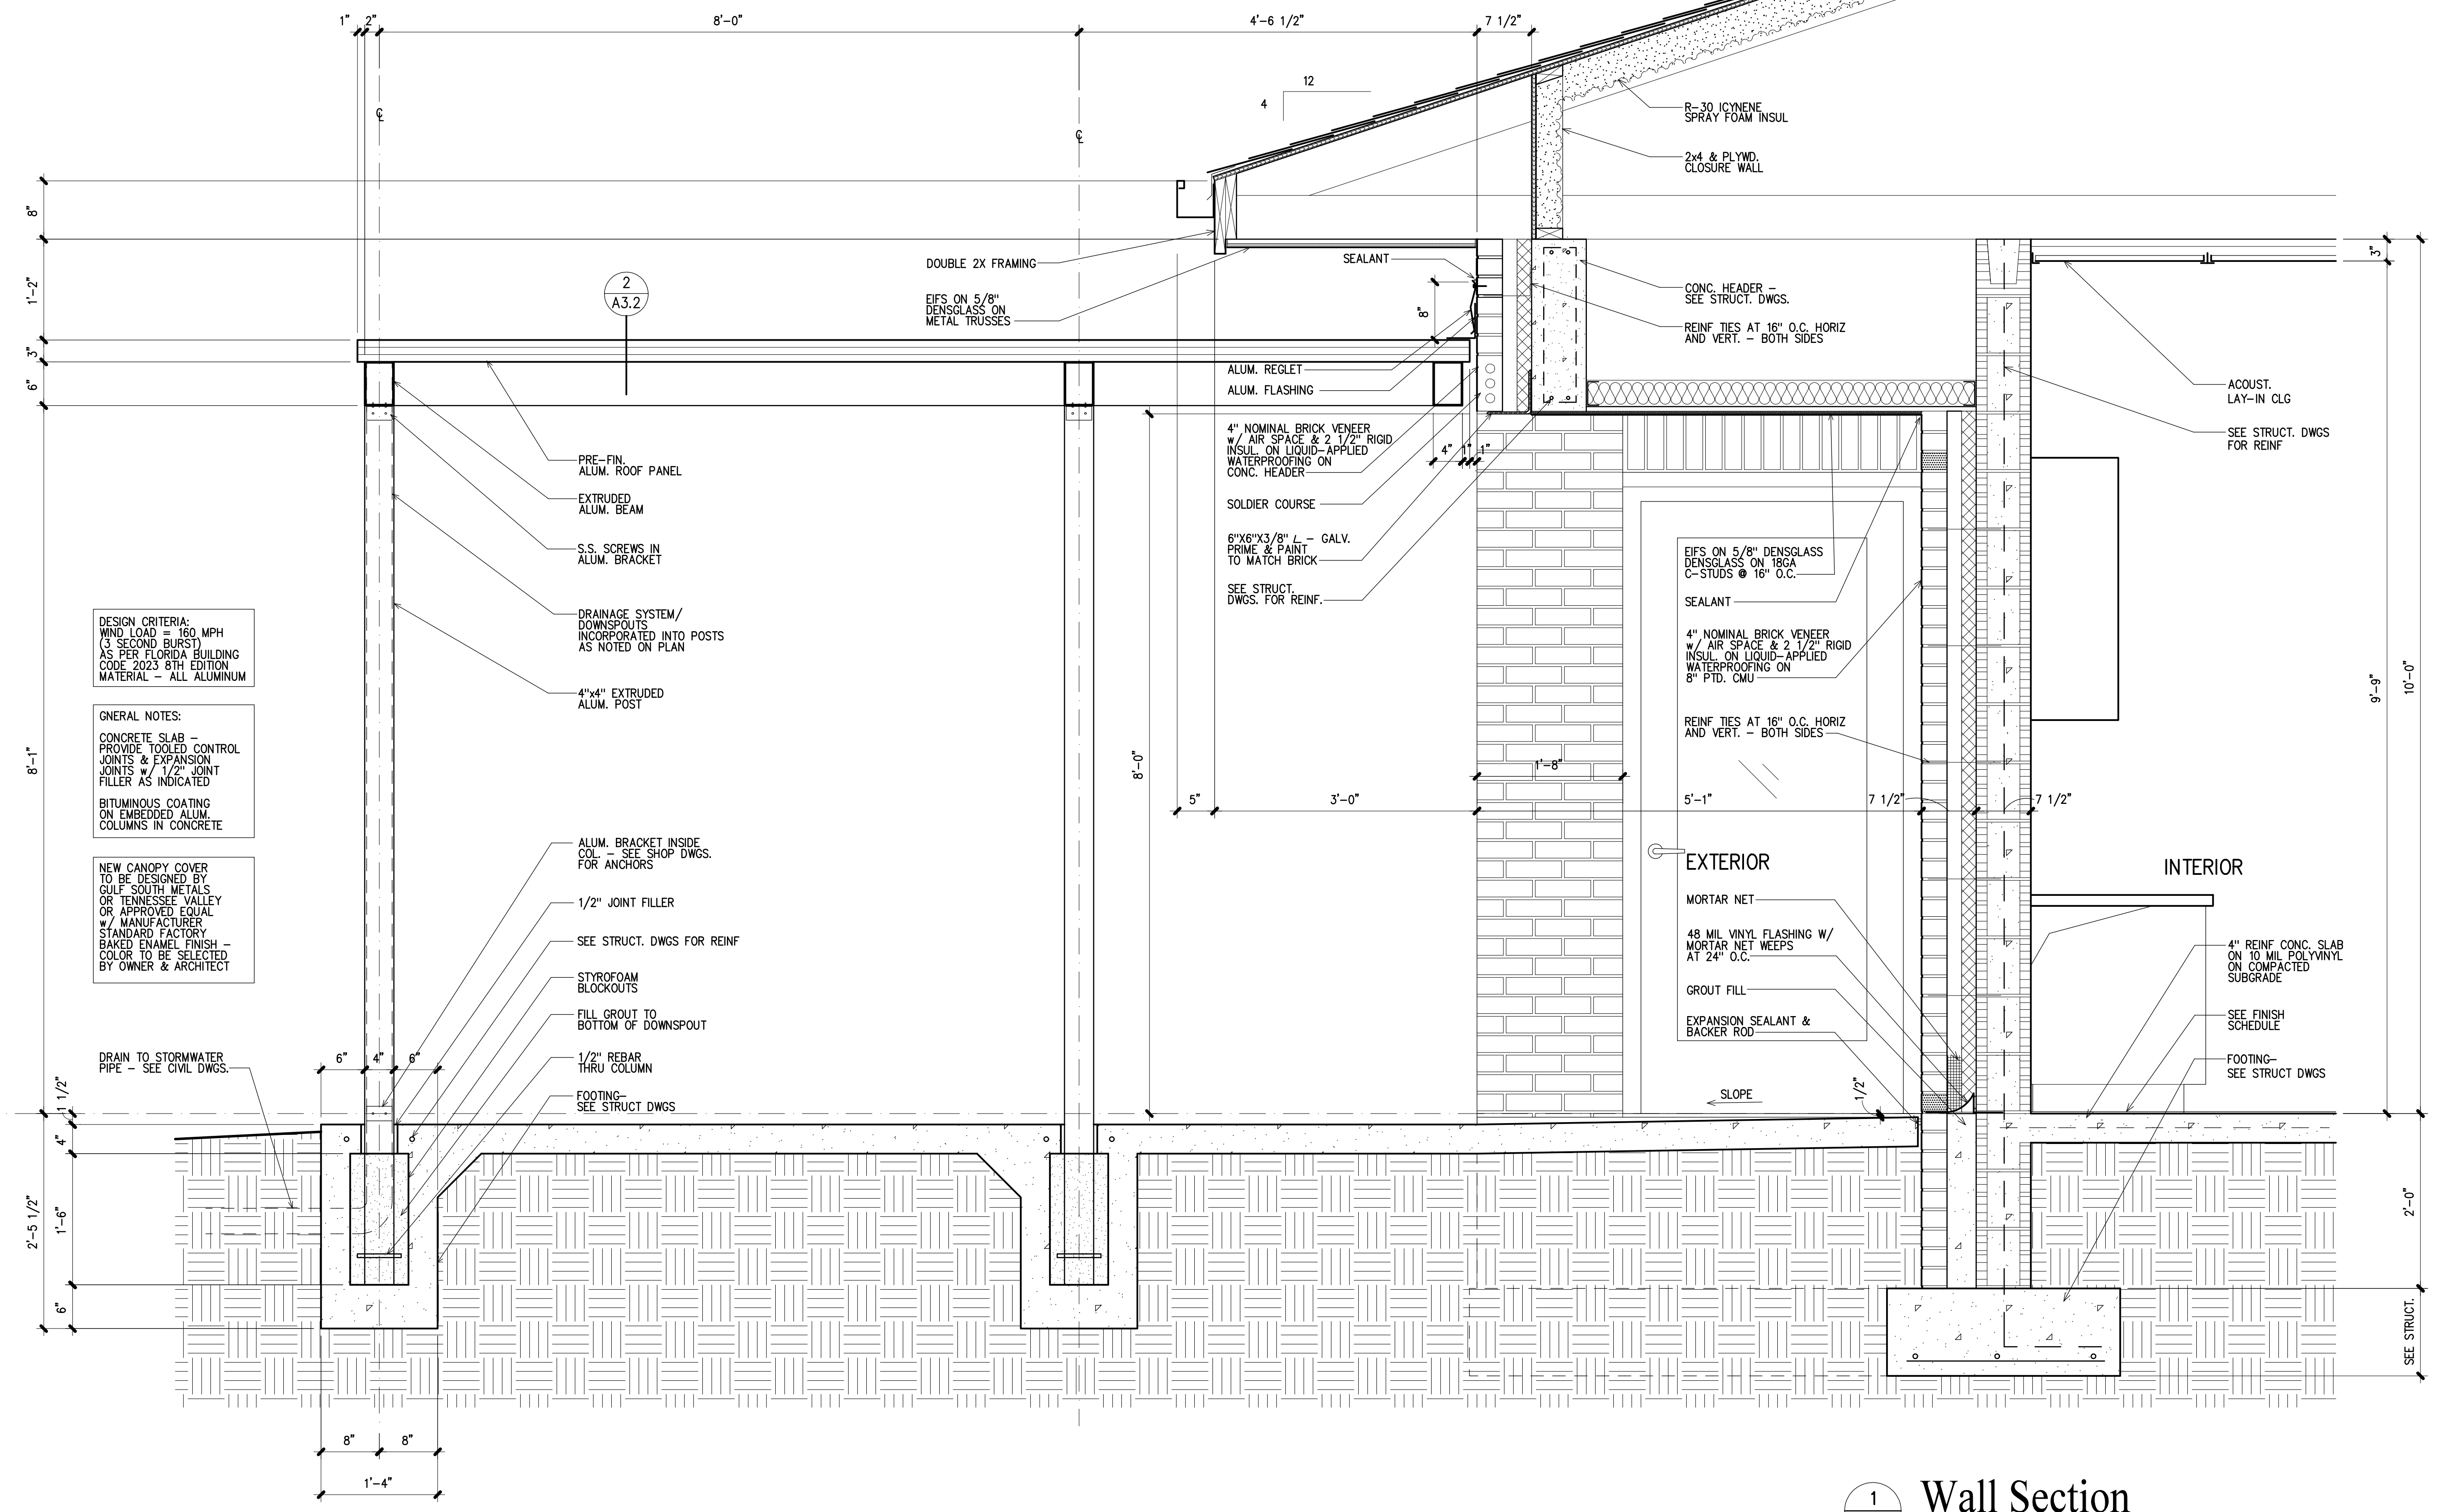 1" 2" 8'-0" 4'-6 1/2" 7 1/2"
12
4
R-30 ICYNENE
SPRAY FOAM INSUL
2x4 & PLYWD.
CLOSURE WALL
8"
1'-2"
3"
6"
8'-1"
2
A3.2
DOUBLE 2X FRAMING
EIFS ON 5/8"
DENSGLASS ON
METAL TRUSSES
SEALANT
8"
ALUM. REGLET
ALUM. FLASHING
4" NOMINAL BRICK VENEER
w/ AIR SPACE & 2 1/2" RIGID
INSUL. ON LIQUID-APPLIED
WATERPROOFING ON
CONC. HEADER
4" 1" 1"
SOLDIER COURSE
6"X6"X3/8" L - GALV.
PRIME & PAINT
TO MATCH BRICK
SEE STRUCT.
DWGS. FOR REINF.
CONC. HEADER -
SEE STRUCT. DWGS.
REINF TIES AT 16" O.C. HORIZ
AND VERT. - BOTH SIDES
3"
ACOUST.
LAY-IN CLG
SEE STRUCT. DWGS
FOR REINF
9'-9"
10'-0"
PRE-FIN.
ALUM. ROOF PANEL
EXTRUDED
ALUM. BEAM
S.S. SCREWS IN
ALUM. BRACKET
DRAINAGE SYSTEM/
DOWNSPOUTS
INCORPORATED INTO POSTS
AS NOTED ON PLAN
4"x4" EXTRUDED
ALUM. POST
DESIGN CRITERIA:
WIND LOAD = 160 MPH
(3 SECOND BURST)
AS PER FLORIDA BUILDING
CODE 2023 8TH EDITION
MATERIAL - ALL ALUMINUM
GNERAL NOTES:
CONCRETE SLAB -
PROVIDE TOOLED CONTROL
JOINTS & EXPANSION
JOINTS w/ 1/2" JOINT
FILLER AS INDICATED
BITUMINOUS COATING
ON EMBEDDED ALUM.
COLUMNS IN CONCRETE
NEW CANOPY COVER
TO BE DESIGNED BY
GULF SOUTH METALS
OR TENNESSEE VALLEY
OR APPROVED EQUAL
w/ MANUFACTURER
STANDARD FACTORY
BAKED ENAMEL FINISH -
COLOR TO BE SELECTED
BY OWNER & ARCHITECT
8'-0"
EIFS ON 5/8" DENSGLASS
DENSGLASS ON 18GA
C-STUDS @ 16" O.C.
SEALANT
4" NOMINAL BRICK VENEER
w/ AIR SPACE & 2 1/2" RIGID
INSUL. ON LIQUID-APPLIED
WATERPROOFING ON
8" PTD. CMU
REINF TIES AT 16" O.C. HORIZ
AND VERT. - BOTH SIDES
1'-8"
5" 3'-0" 5'-1" 7 1/2" 7 1/2"
EXTERIOR
INTERIOR
MORTAR NET
48 MIL VINYL FLASHING W/
MORTAR NET WEEPS
AT 24" O.C.
GROUT FILL
EXPANSION SEALANT &
BACKER ROD
SLOPE
1/2"
ALUM. BRACKET INSIDE
COL. - SEE SHOP DWGS.
FOR ANCHORS
1/2" JOINT FILLER
SEE STRUCT. DWGS FOR REINF
STYROFOAM
BLOCKOUTS
FILL GROUT TO
BOTTOM OF DOWNSPOUT
1/2" REBAR
THRU COLUMN
FOOTING-
SEE STRUCT DWGS
4" REINF CONC. SLAB
ON 10 MIL POLYVINYL
ON COMPACTED
SUBGRADE
SEE FINISH
SCHEDULE
FOOTING-
SEE STRUCT DWGS
DRAIN TO STORMWATER
PIPE - SEE CIVIL DWGS.
6" 4" 6"
1 1/2"
4"
2'-5 1/2"
1'-6"
6"
2'-0"
SEE STRUCT.
8" 8"
1'-4"
1
Wall Section